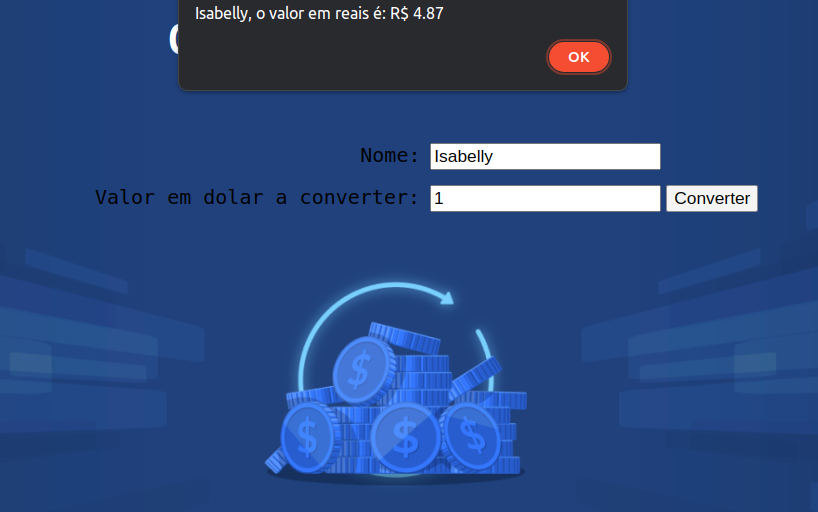 Isabelly, o valor em reais é: R$ 4.87
OK
Nome: Isabelly
Valor em dolar a converter: 1 Converter
$
$ $ $